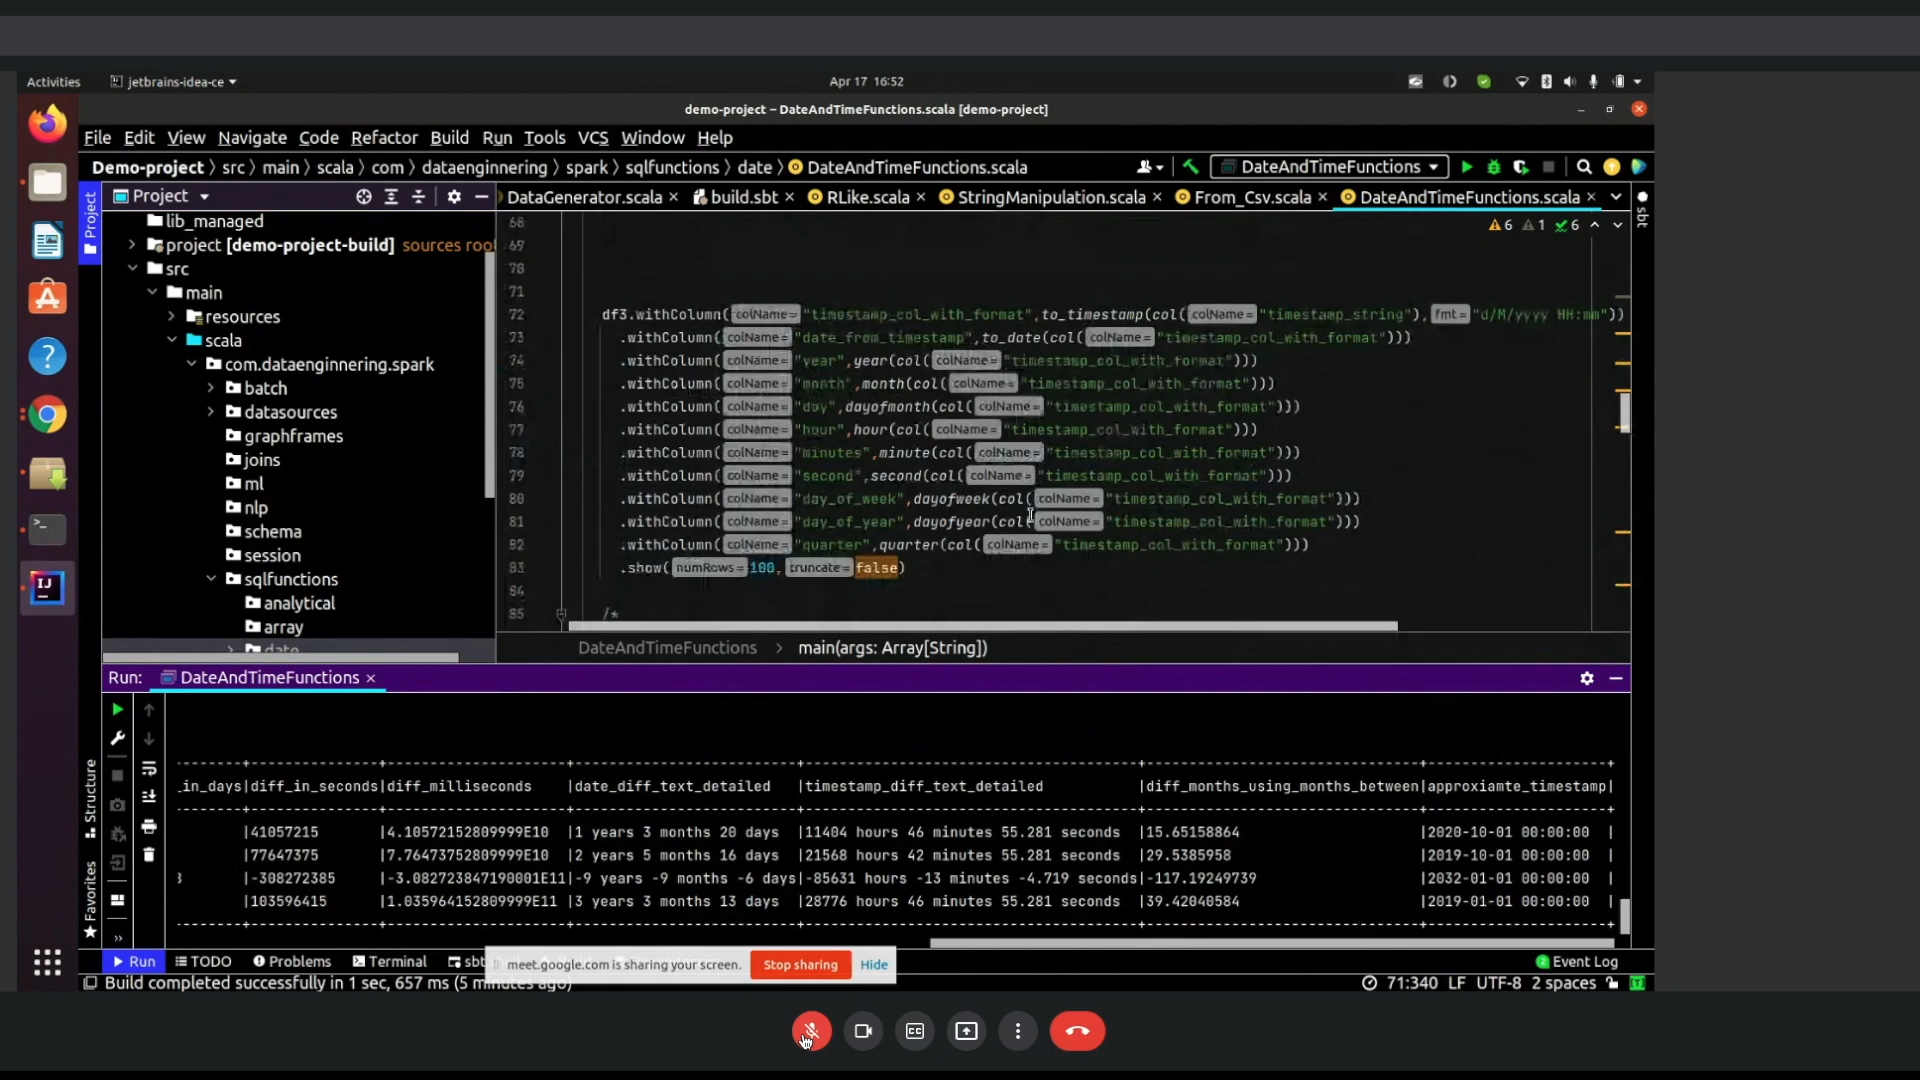 Activities jetbrains-idea-ce Apr 17 16:52
demo-project – DateAndTimeFunctions.scala [demo-project]
File Edit View Navigate Code Refactor Build Run Tools VCS Window Help
Demo-project src main scala com dataenginnering spark sqlfunctions date DateAndTimeFunctions.scala DateAndTimeFunctions
Project DataGenerator.scala build.sbt RLike.scala StringManipulation.scala From_Csv.scala DateAndTimeFunctions.scala
Project
sbt
6 1 6
lib_managed
project [demo-project-build] sources roo
src
main
resources
scala
com.dataenginnering.spark
batch
datasources
graphframes
joins
ml
nlp
schema
session
sqlfunctions
analytical
array
date
68
69
70
71
72 df3.withColumn( colName= "timestamp_col_with_format",to_timestamp(col( colName= "timestamp_string"), fmt= "d/M/yyyy HH:mm"))
73 .withColumn( colName= "date_from_timestamp",to_date(col( colName= "timestamp_col_with_format")))
74 .withColumn( colName= "year",year(col( colName= "timestamp_col_with_format")))
75 .withColumn( colName= "month",month(col( colName= "timestamp_col_with_format")))
76 .withColumn( colName= "day",dayofmonth(col( colName= "timestamp_col_with_format")))
77 .withColumn( colName= "hour",hour(col( colName= "timestamp_col_with_format")))
78 .withColumn( colName= "minutes",minute(col( colName= "timestamp_col_with_format")))
79 .withColumn( colName= "second",second(col( colName= "timestamp_col_with_format")))
80 .withColumn( colName= "day_of_week",dayofweek(col( colName= "timestamp_col_with_format")))
81 .withColumn( colName= "day_of_year",dayofyear(col( colName= "timestamp_col_with_format")))
82 .withColumn( colName= "quarter",quarter(col( colName= "timestamp_col_with_format")))
83 .show( numRows= 100, truncate= false)
84
85 /*
DateAndTimeFunctions > main(args: Array[String])
Run: DateAndTimeFunctions
Structure
Favorites
_in_days|diff_in_seconds|diff_milliseconds |date_diff_text_detailed |timestamp_diff_text_detailed |diff_months_using_months_between|approxiamte_timestamp|
|41057215 |4.10572152809999E10 |1 years 3 months 20 days |11404 hours 46 minutes 55.281 seconds |15.65158864 |2020-10-01 00:00:00 |
|77647375 |7.76473752809999E10 |2 years 5 months 16 days |21568 hours 42 minutes 55.281 seconds |29.5385958 |2019-10-01 00:00:00 |
3 |-308272385 |-3.082723847190001E11|-9 years -9 months -6 days|-85631 hours -13 minutes -4.719 seconds|-117.19249739 |2032-01-01 00:00:00 |
|103596415 |1.035964152809999E11 |3 years 3 months 13 days |28776 hours 46 minutes 55.281 seconds |39.42040584 |2019-01-01 00:00:00 |
Run TODO Problems Terminal sbt Event Log
meet.google.com is sharing your screen. Stop sharing Hide
Build completed successfully in 1 sec, 657 ms (5 minutes ago) 71:340 LF UTF-8 2 spaces